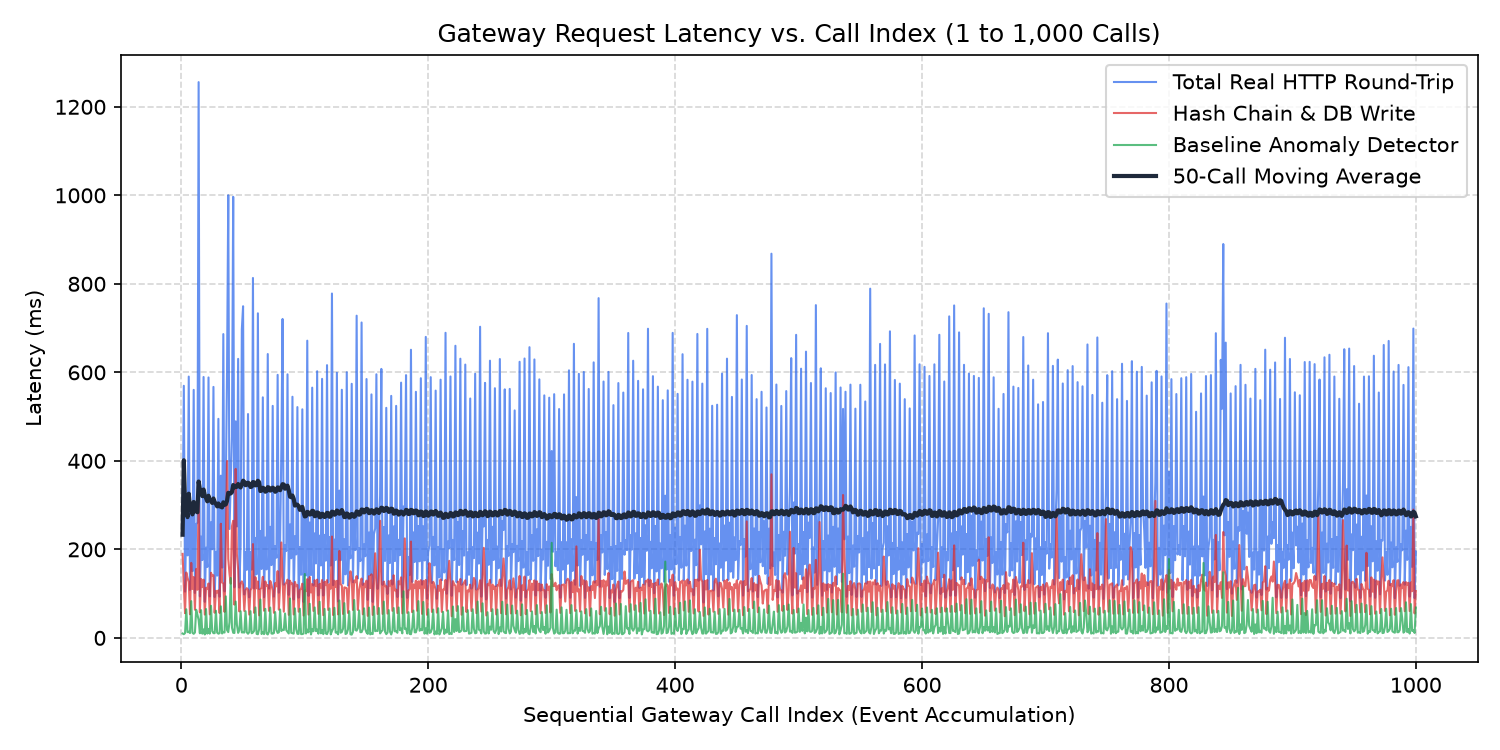 Gateway Request Latency vs. Call Index (1 to 1,000 Calls)
Total Real HTTP Round-Trip
Hash Chain & DB Write
Baseline Anomaly Detector
50-Call Moving Average
Latency (ms)
1200
1000
800
600
400
200
0
0 200 400 600 800 1000
Sequential Gateway Call Index (Event Accumulation)